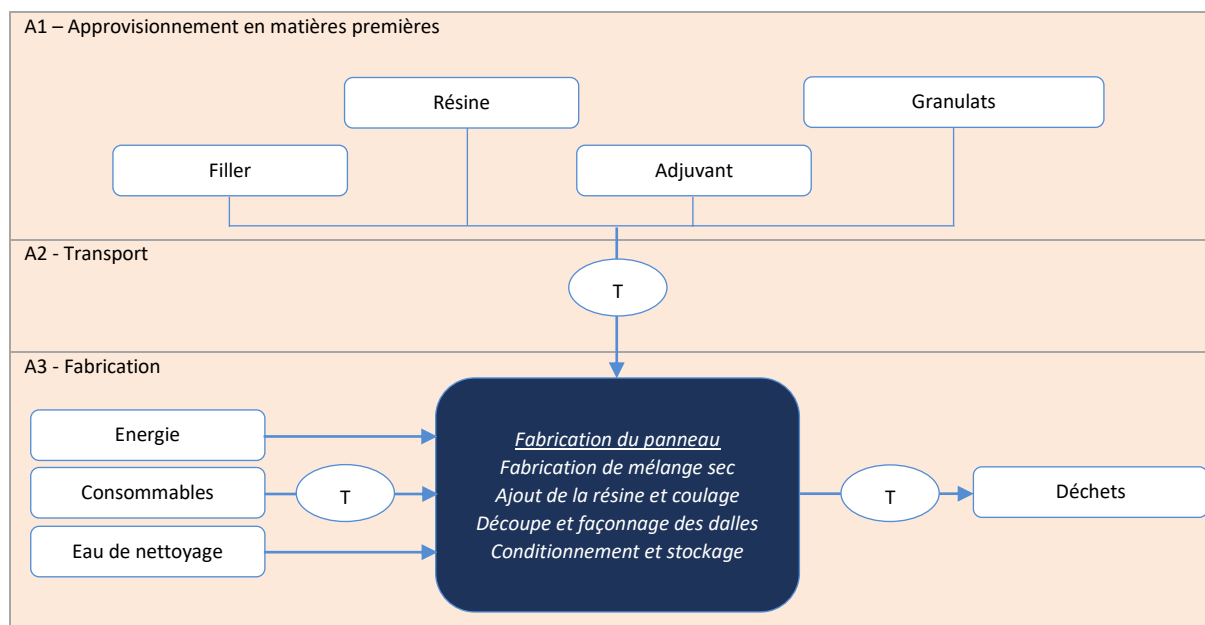 A1 – Approvisionnement en matières premières
Résine
Granulats
Filler
Adjuvant
A2 - Transport
T
A3 - Fabrication
Energie
Consommables
T
Eau de nettoyage
Fabrication du panneau
Fabrication de mélange sec
Ajout de la résine et coulage
Découpe et façonnage des dalles
Conditionnement et stockage
T
Déchets